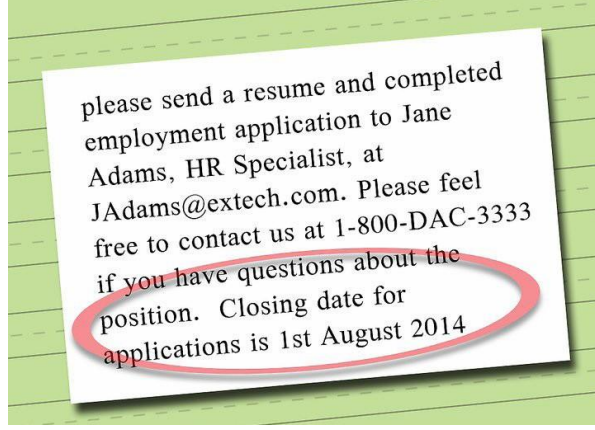 please send a resume and completed
employment application to Jane
Adams, HR Specialist, at
JAdams@extech.com. Please feel
free to contact us at 1-800-DAC-3333
if you have questions about the
position. Closing date for
applications is 1st August 2014